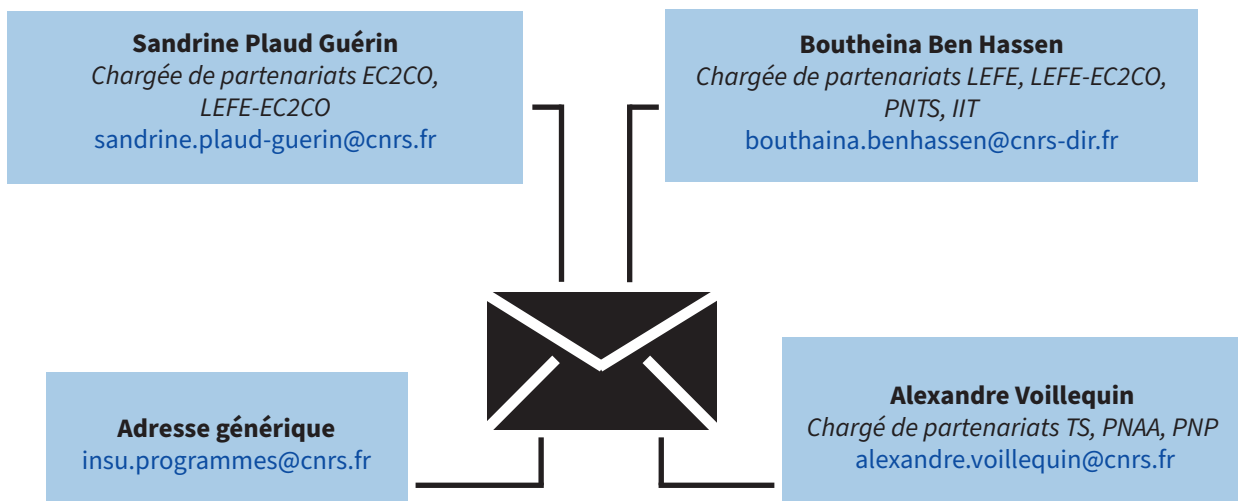 Sandrine Plaud Guérin
Chargée de partenariats EC2CO,
LEFE-EC2CO
sandrine.plaud-guerin@cnrs.fr
Boutheina Ben Hassen
Chargée de partenariats LEFE, LEFE-EC2CO,
PNTS, IIT
bouthaina.benhassen@cnrs-dir.fr
Adresse générique
insu.programmes@cnrs.fr
Alexandre Voillequin
Chargé de partenariats TS, PNAA, PNP
alexandre.voillequin@cnrs.fr